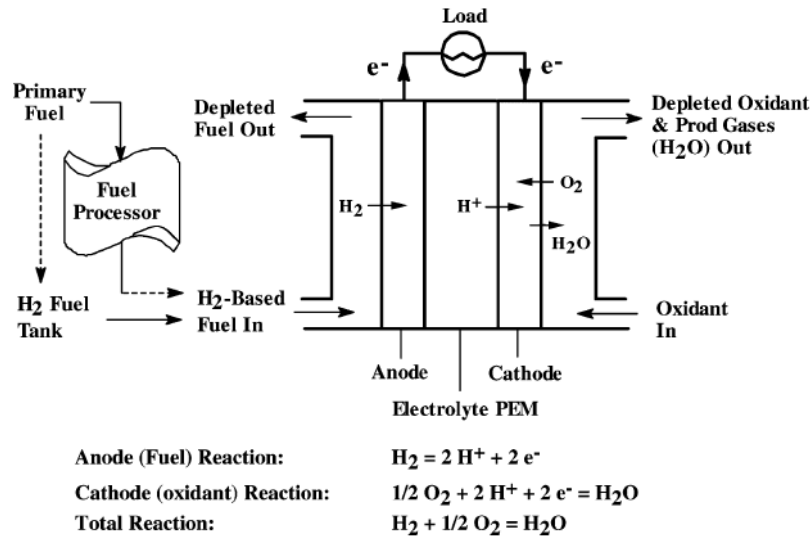 Load
e-
e-
Primary
Fuel
Depleted
Fuel Out
Depleted Oxidant
& Prod Gases
(H2O) Out
Fuel
Processor
H2
H+
O2
H2O
H2 Fuel
Tank
H2-Based
Fuel In
Oxidant
In
Anode
Cathode
Electrolyte PEM
Anode (Fuel) Reaction: H2 = 2 H+ + 2 e-
Cathode (oxidant) Reaction: 1/2 O2 + 2 H+ + 2 e- = H2O
Total Reaction: H2 + 1/2 O2 = H2O